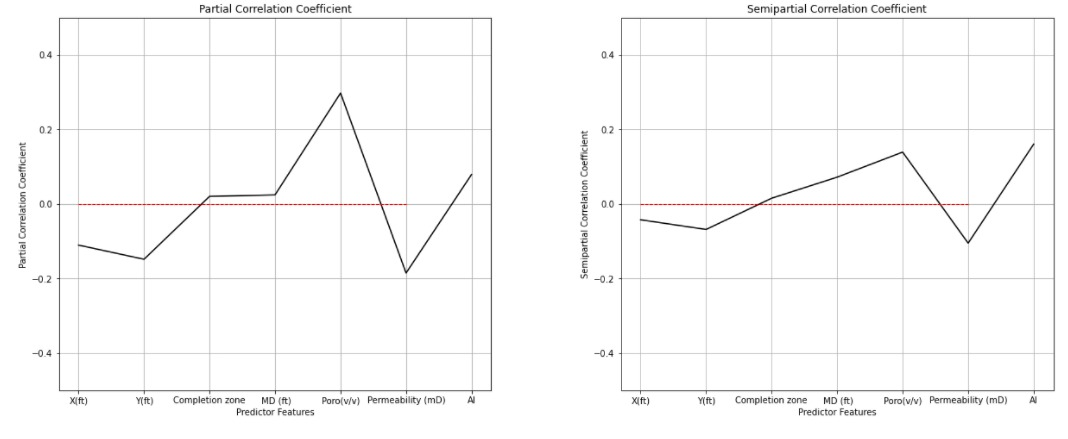 Partial Correlation Coefficient
Partial Correlation Coefficient
0.4
0.2
0.0
−0.2
−0.4
X(ft) Y(ft) Completion zone MD (ft) Poro(v/v) Permeability (mD) AI
Predictor Features
Semipartial Correlation Coefficient
Semipartial Correlation Coefficient
0.4
0.2
0.0
−0.2
−0.4
X(ft) Y(ft) Completion zone MD (ft) Poro(v/v) Permeability (mD) AI
Predictor Features